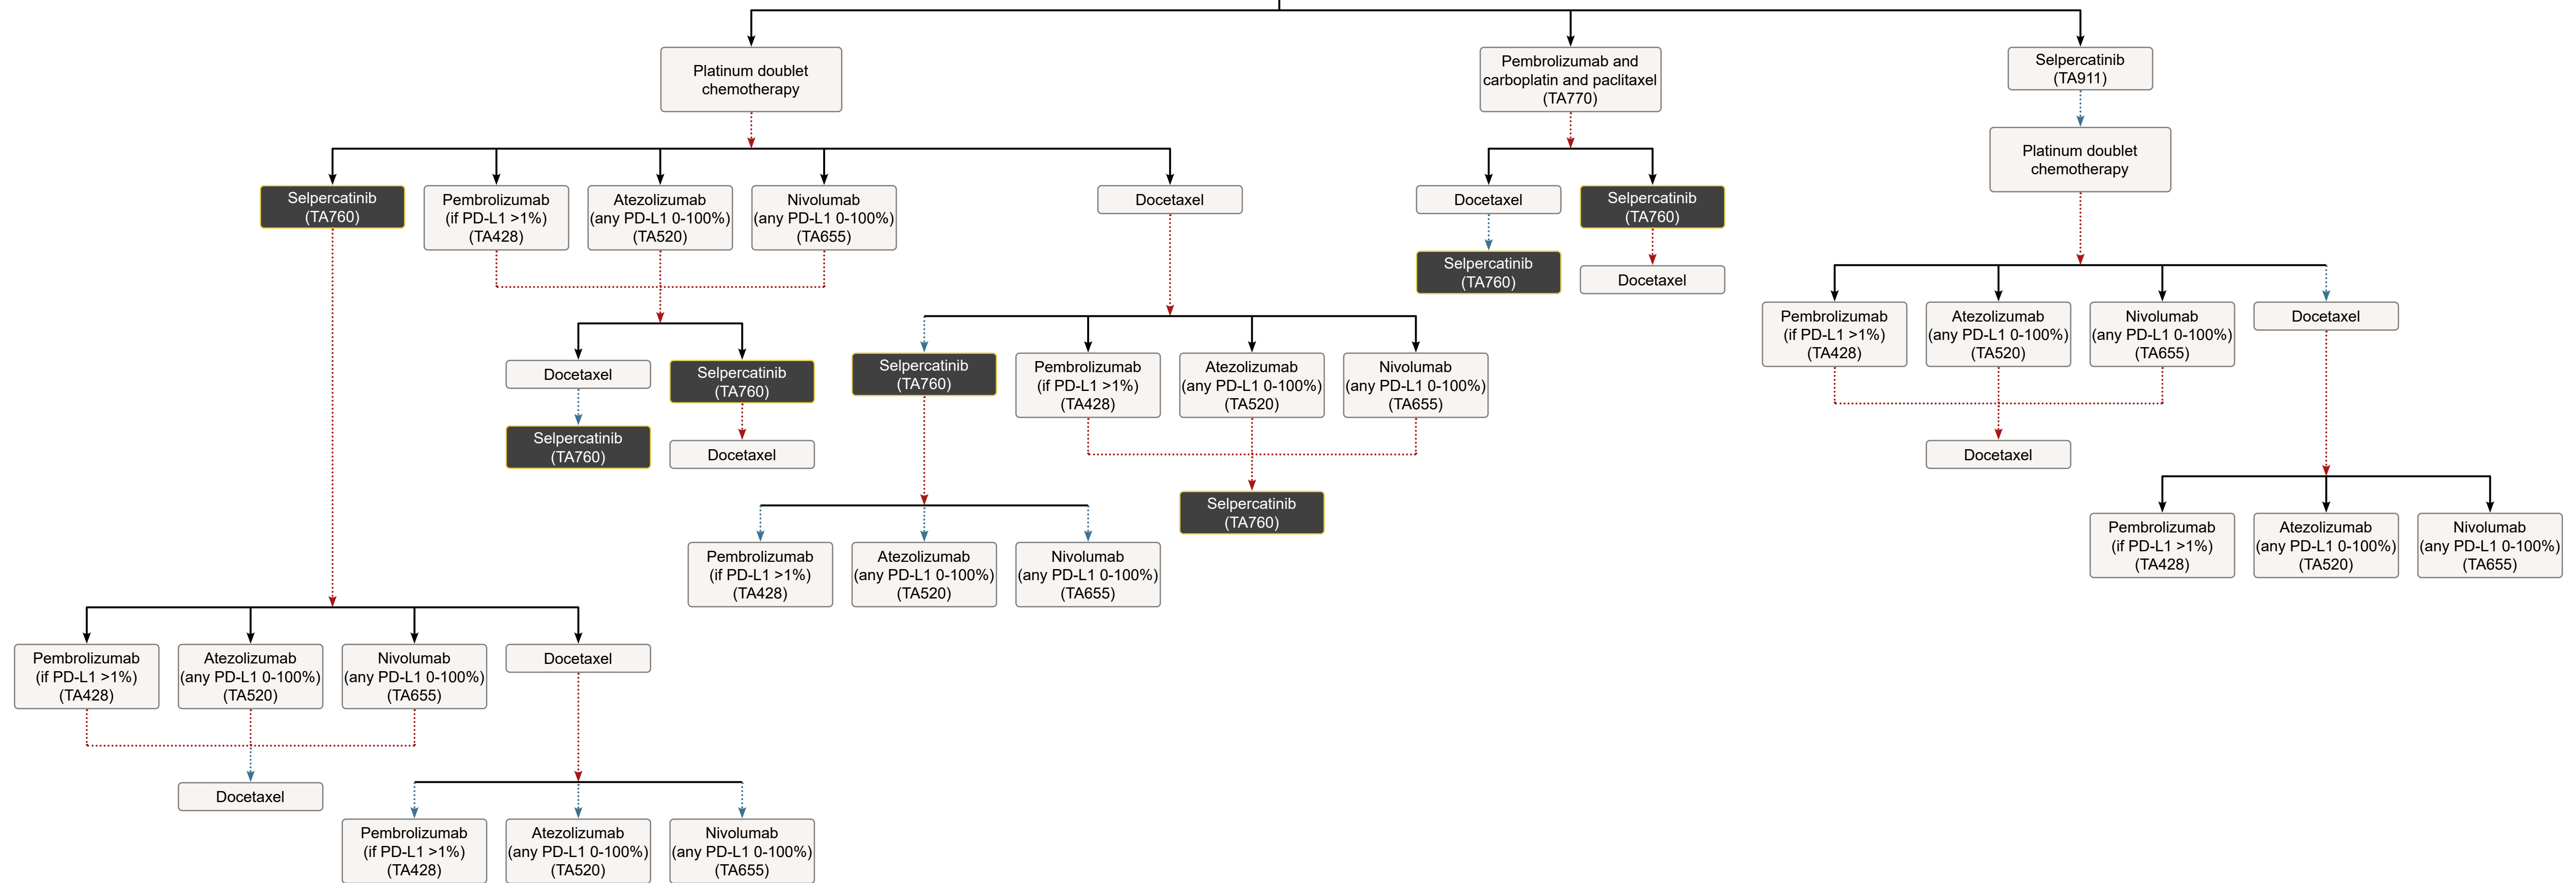 Platinum doublet
chemotherapy
Pembrolizumab and
carboplatin and paclitaxel
(TA770)
Selpercatinib
(TA911)
Platinum doublet
chemotherapy
Selpercatinib
(TA760)
Pembrolizumab
(if PD-L1 >1%)
(TA428)
Atezolizumab
(any PD-L1 0-100%)
(TA520)
Nivolumab
(any PD-L1 0-100%)
(TA655)
Docetaxel
Docetaxel
Selpercatinib
(TA760)
Selpercatinib
(TA760)
Docetaxel
Pembrolizumab
(if PD-L1 >1%)
(TA428)
Atezolizumab
(any PD-L1 0-100%)
(TA520)
Nivolumab
(any PD-L1 0-100%)
(TA655)
Docetaxel
Docetaxel
Selpercatinib
(TA760)
Selpercatinib
(TA760)
Pembrolizumab
(if PD-L1 >1%)
(TA428)
Atezolizumab
(any PD-L1 0-100%)
(TA520)
Nivolumab
(any PD-L1 0-100%)
(TA655)
Selpercatinib
(TA760)
Docetaxel
Docetaxel
Selpercatinib
(TA760)
Pembrolizumab
(if PD-L1 >1%)
(TA428)
Atezolizumab
(any PD-L1 0-100%)
(TA520)
Nivolumab
(any PD-L1 0-100%)
(TA655)
Pembrolizumab
(if PD-L1 >1%)
(TA428)
Atezolizumab
(any PD-L1 0-100%)
(TA520)
Nivolumab
(any PD-L1 0-100%)
(TA655)
Pembrolizumab
(if PD-L1 >1%)
(TA428)
Atezolizumab
(any PD-L1 0-100%)
(TA520)
Nivolumab
(any PD-L1 0-100%)
(TA655)
Docetaxel
Docetaxel
Pembrolizumab
(if PD-L1 >1%)
(TA428)
Atezolizumab
(any PD-L1 0-100%)
(TA520)
Nivolumab
(any PD-L1 0-100%)
(TA655)